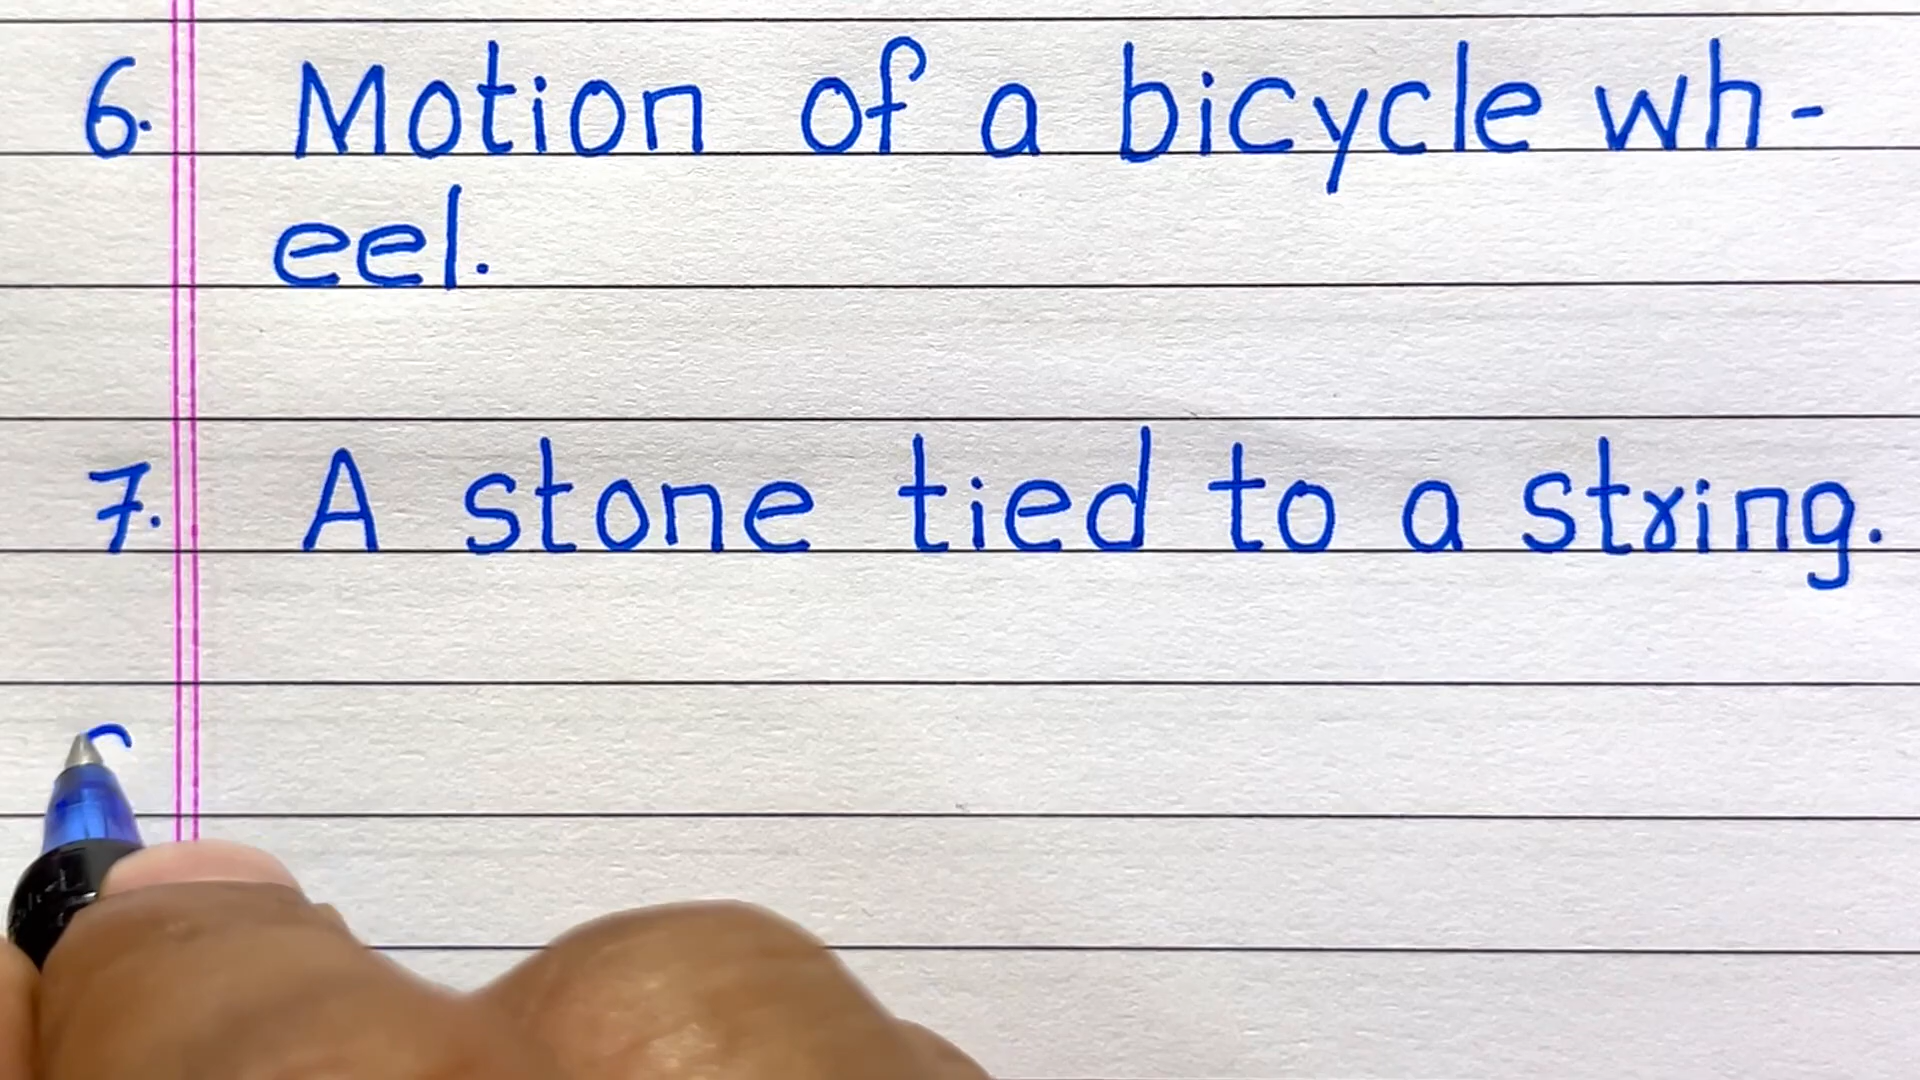 6. Motion of a bicycle wh-
eel.
7. A stone tied to a string.